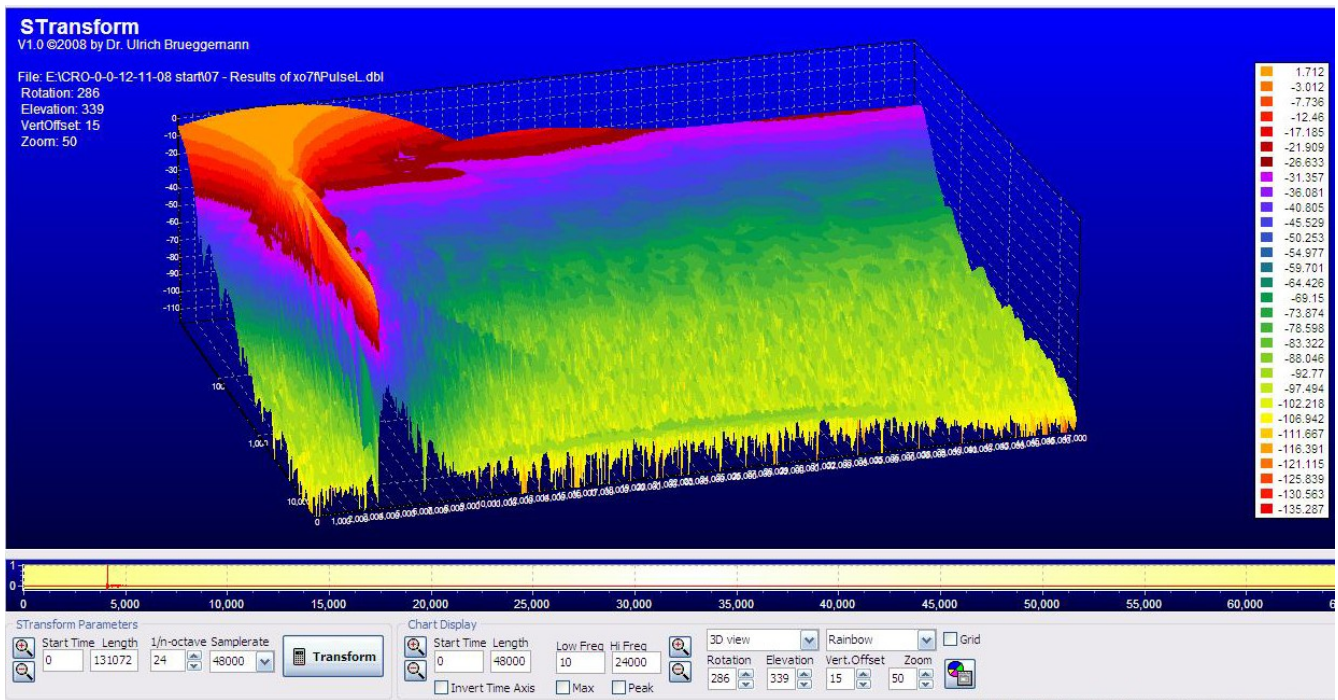 STransform
V1.0 ©2008 by Dr. Ulrich Brueggemann
File: E:\CRO-0-0-12-11-08 start\07 - Results of xo7f\PulseL.dbl
Rotation: 286
Elevation: 339
VertOffset: 15
Zoom: 50
0
-10
-30
-40
-50
-60
-70
-80
-90
-100
-110
0
1.712
-3.012
-7.736
-12.46
-17.185
-21.909
-26.633
-31.357
-36.081
-40.805
-45.529
-50.253
-54.977
-59.701
-64.426
-69.15
-73.874
-78.598
-83.322
-88.046
-92.77
-97.494
-102.218
-106.942
-111.667
-116.391
-121.115
-125.839
-130.563
-135.287
1
0
0 5,000 10,000 15,000 20,000 25,000 30,000 35,000 40,000 45,000 50,000 55,000 60,000
STransform Parameters
Start Time Length 1/n-octave Samplerate
0 131072 24 48000 Transform
Chart Display
Start Time Length Low Freq Hi Freq
0 48000 10 24000
Invert Time Axis Max Peak
3D view Rainbow Grid
Rotation Elevation Vert.Offset Zoom
286 339 15 50